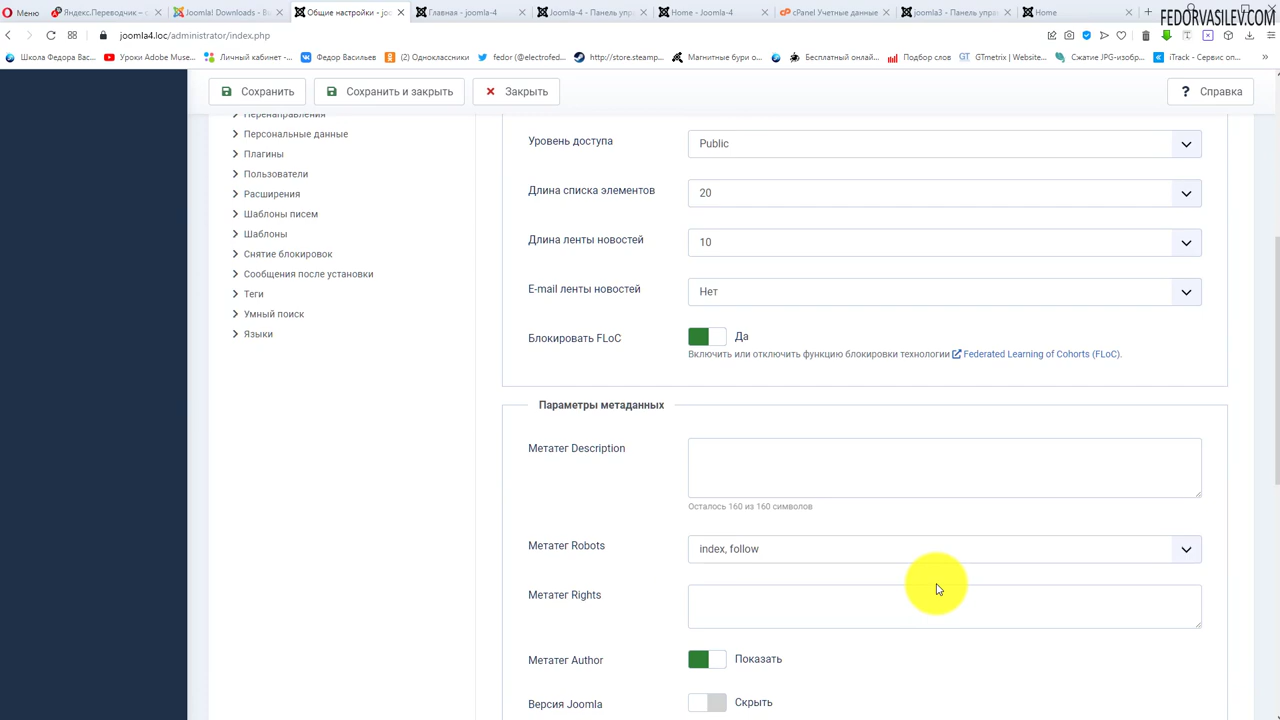 Меню
Яндекс.Переводчик – с
Joomla! Downloads - В
Общие настройки - joo
Главная - joomla-4
Joomla-4 - Панель упр
Home - Joomla-4
cPanel Учетные данные
joomla3 - Панель упра
Home
FEDORVASILEV.COM
joomla4.loc/administrator/index.php
Школа Федора Вас...
Уроки Adobe Muse...
Личный кабинет -...
Федор Васильев
(2) Одноклассники
fedor (@electrofed...
http://store.steamp...
Магнитные бури о...
Бесплатный онлай...
Подбор слов
GTmetrix | Website...
Сжатие JPG-изобр...
iTrack - Сервис оп...
Сохранить
Сохранить и закрыть
Закрыть
Справка
Перенаправления
Персональные данные
Плагины
Пользователи
Расширения
Шаблоны писем
Шаблоны
Снятие блокировок
Сообщения после установки
Теги
Умный поиск
Языки
Уровень доступа
Public
Длина списка элементов
20
Длина ленты новостей
10
E-mail ленты новостей
Нет
Блокировать FLoC
Да
Включить или отключить функцию блокировки технологии Federated Learning of Cohorts (FLoC).
Параметры метаданных
Метатег Description
Осталось 160 из 160 символов
Метатег Robots
index, follow
Метатег Rights
Метатег Author
Показать
Версия Joomla
Скрыть